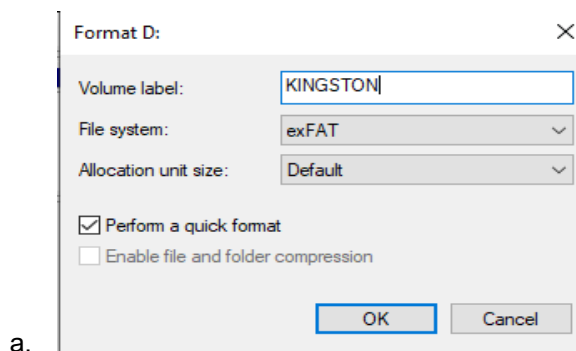 Format D:
Volume label: KINGSTON
File system: exFAT
Allocation unit size: Default
Perform a quick format
Enable file and folder compression
OK Cancel
a.